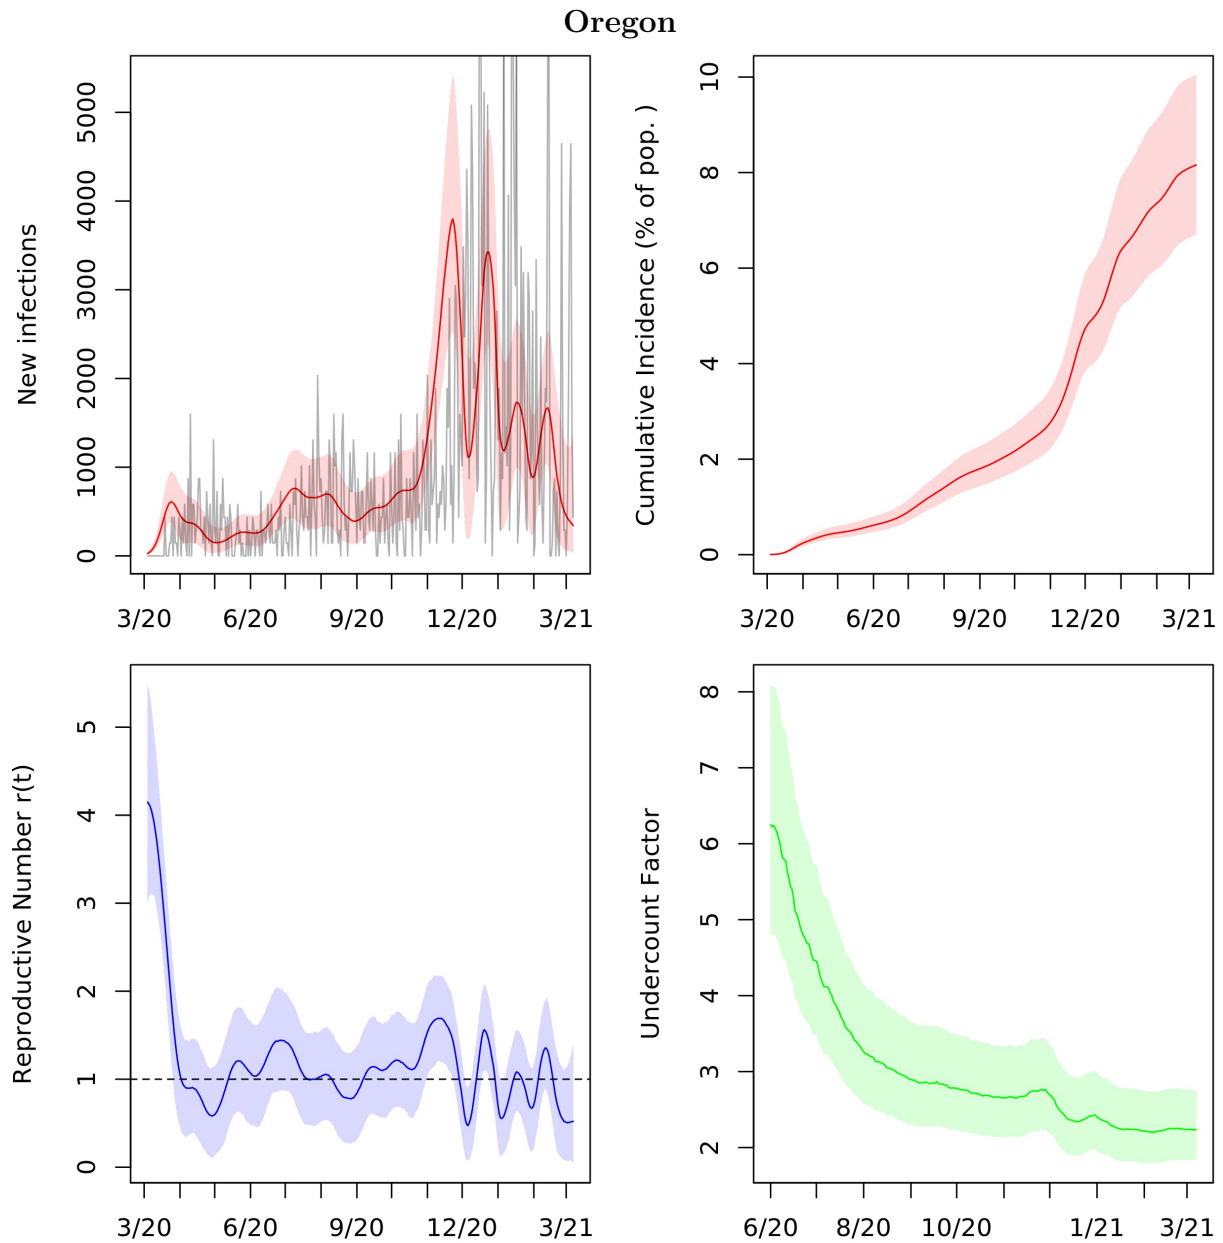 Oregon
New infections
5000
4000
3000
2000
1000
0
3/20 6/20 9/20 12/20 3/21
Cumulative Incidence (% of pop. )
10
8
6
4
2
0
3/20 6/20 9/20 12/20 3/21
Reproductive Number r(t)
5
4
3
2
1
0
3/20 6/20 9/20 12/20 3/21
Undercount Factor
8
7
6
5
4
3
2
6/20 8/20 10/20 1/21 3/21